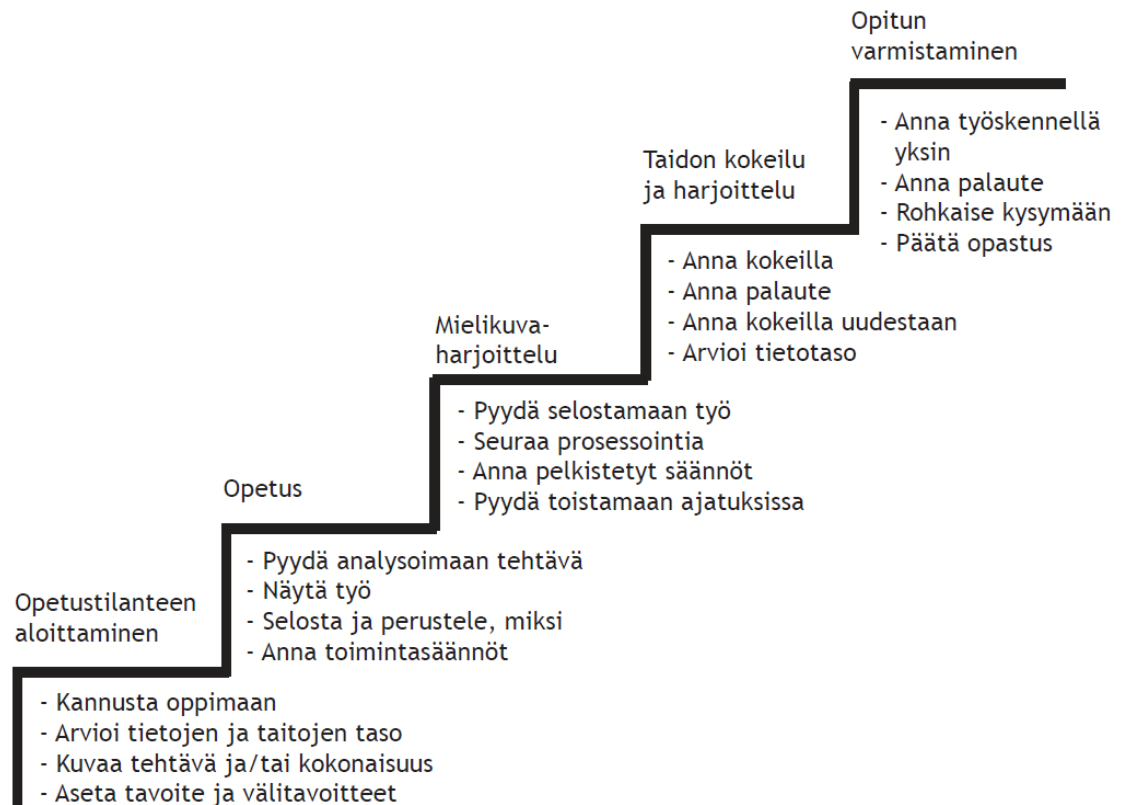 Opitun
varmistaminen
- Anna työskennellä
yksin
- Anna palaute
- Rohkaise kysymään
- Päätä opastus
Taidon kokeilu
ja harjoittelu
- Anna kokeilla
- Anna palaute
- Anna kokeilla uudestaan
- Arvioi tietotaso
Mielikuva-
harjoittelu
- Pyydä selostamaan työ
- Seuraa prosessointia
- Anna pelkistetyt säännöt
- Pyydä toistamaan ajatuksissa
Opetus
- Pyydä analysoimaan tehtävä
- Näytä työ
- Selosta ja perustele, miksi
- Anna toimintasäännöt
Opetustilanteen
aloittaminen
- Kannusta oppimaan
- Arvioi tietojen ja taitojen taso
- Kuvaa tehtävä ja/tai kokonaisuus
- Aseta tavoite ja välitavoitteet